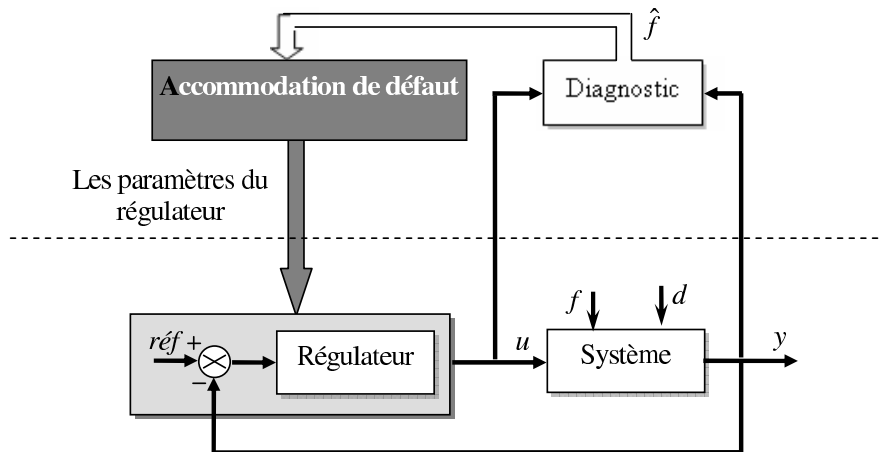 f̂
Accommodation de défaut
Diagnostic
Les paramètres du
régulateur
f
d
réf +
Régulateur
u
Système
y
−